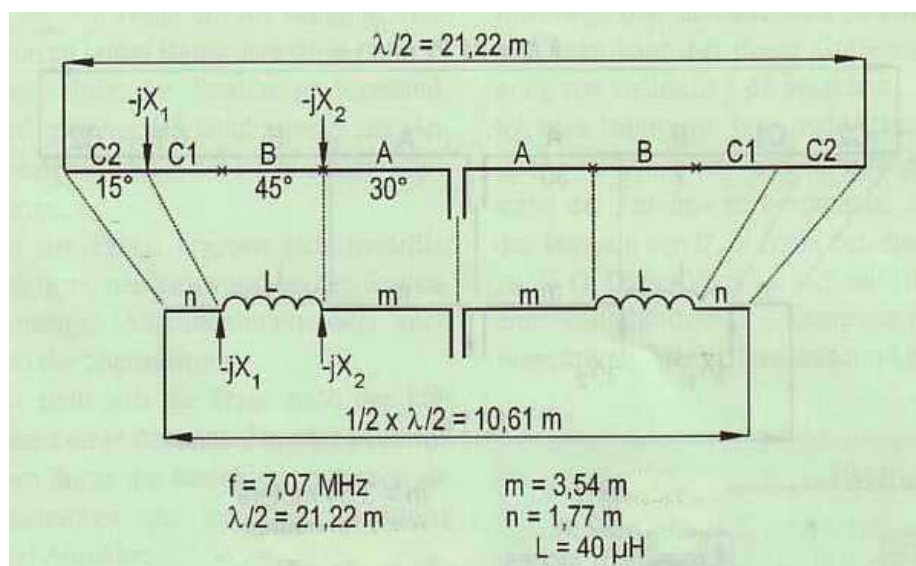 λ/2 = 21,22 m
-jX₁ -jX₂
C2 C1 B A A B C1 C2
15° 45° 30°
n L m m L n
-jX₁ -jX₂
1/2 x λ/2 = 10,61 m
f = 7,07 MHz m = 3,54 m
λ/2 = 21,22 m n = 1,77 m
L = 40 μH